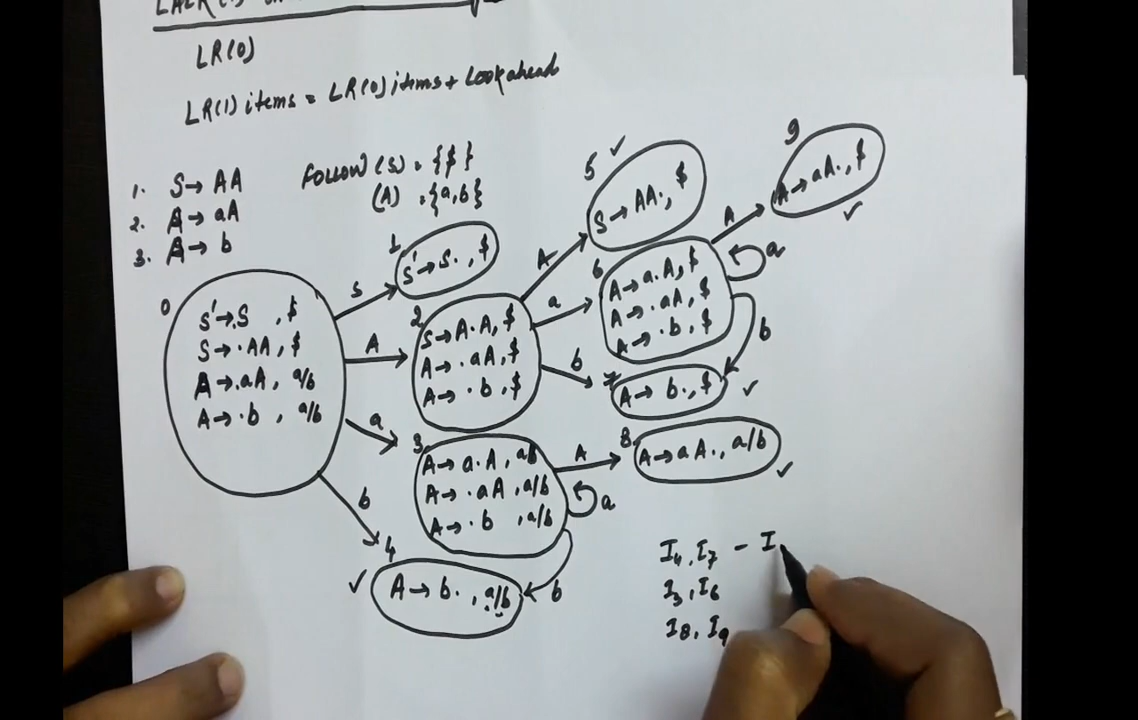 LR(0)
LR(1) items = LR(0) items + Lookahead
1. S→ AA
2. A→ aA
3. A→ b
FOLLOW (S) = {$}
(A) = {a,b}
0
S'→.S , $
S→ .AA, $
A→.aA, a/b
A→ .b , a/b
S
A
a
b
1
S'→S. , $
2
S→A.A, $
A→ .aA, $
A→ .b, $
3
A→ a.A, a/b
A→ .aA, a/b
A→ .b , a/b
4
A→ b. , a/b
A
a
b
5 ✓
S→AA., $
6
A→a.A, $
A→ .aA, $
A→ .b, $
7
A→ b., $ ✓
A
a
b
8
A→aA., a/b
✓
A
a
b
9
A→aA., $
✓
✓
I4, I7 - I
I3, I6
I8, I9